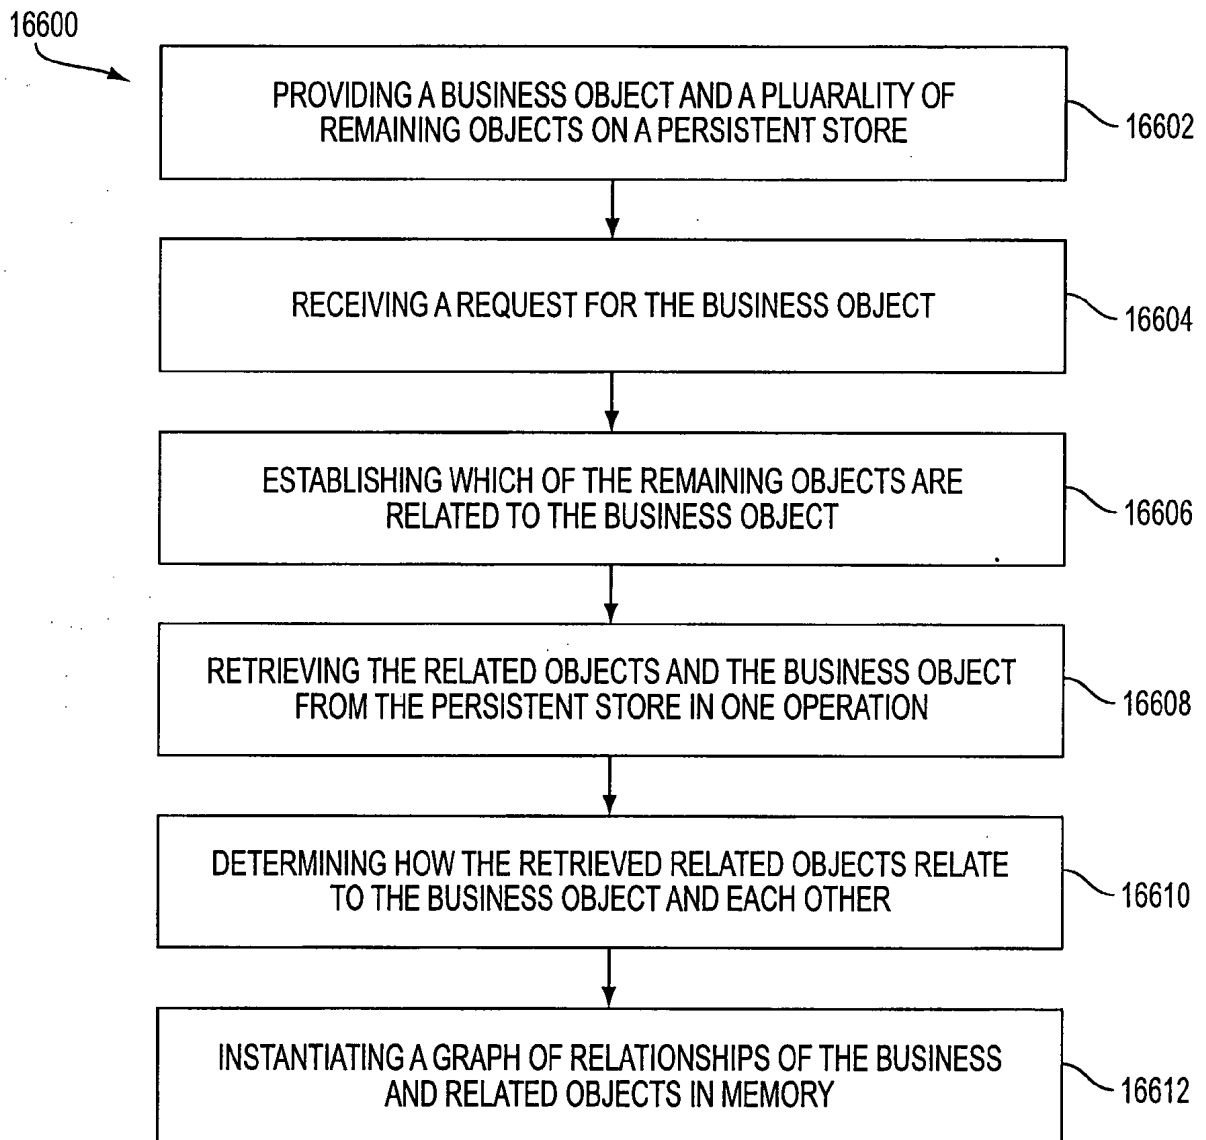 16600
PROVIDING A BUSINESS OBJECT AND A PLUARALITY OF
REMAINING OBJECTS ON A PERSISTENT STORE
16602
RECEIVING A REQUEST FOR THE BUSINESS OBJECT
16604
ESTABLISHING WHICH OF THE REMAINING OBJECTS ARE
RELATED TO THE BUSINESS OBJECT
16606
RETRIEVING THE RELATED OBJECTS AND THE BUSINESS OBJECT
FROM THE PERSISTENT STORE IN ONE OPERATION
16608
DETERMINING HOW THE RETRIEVED RELATED OBJECTS RELATE
TO THE BUSINESS OBJECT AND EACH OTHER
16610
INSTANTIATING A GRAPH OF RELATIONSHIPS OF THE BUSINESS
AND RELATED OBJECTS IN MEMORY
16612